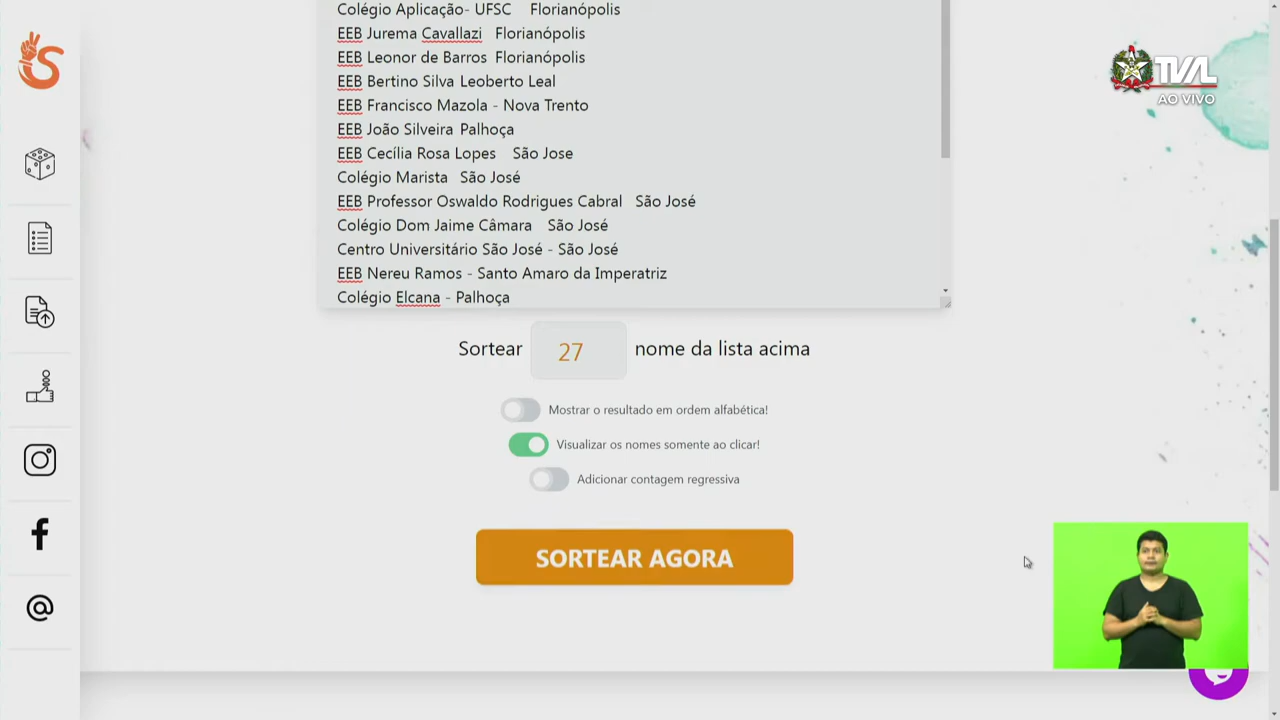 Colégio Aplicação- UFSC Florianópolis
EEB Jurema Cavallazi Florianópolis
EEB Leonor de Barros Florianópolis
EEB Bertino Silva Leoberto Leal
EEB Francisco Mazola - Nova Trento
EEB João Silveira Palhoça
EEB Cecília Rosa Lopes São Jose
Colégio Marista São José
EEB Professor Oswaldo Rodrigues Cabral São José
Colégio Dom Jaime Câmara São José
Centro Universitário São José - São José
EEB Nereu Ramos - Santo Amaro da Imperatriz
Colégio Elcana - Palhoça
Sortear 27 nome da lista acima
Mostrar o resultado em ordem alfabética!
Visualizar os nomes somente ao clicar!
Adicionar contagem regressiva
SORTEAR AGORA
TVAL
AO VIVO